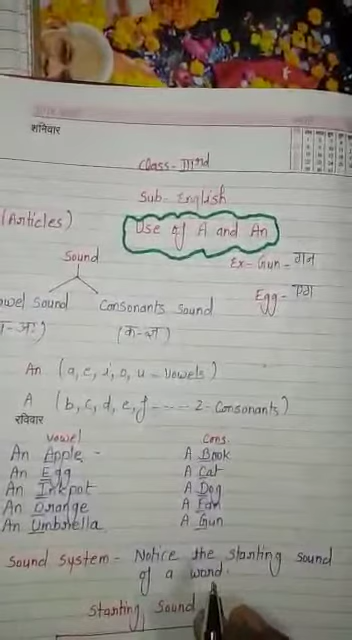 शनिवार
Class - IIIrd
Sub - English
(Articles)
Use of A and An
Sound
Ex - Gun - गन
Egg - एग
owel sound Consonants sound
(क-ज्ञ)
An (a, e, i, o, u - Vowels)
A (b, c, d, e, f ---- 2 - Consonants)
रविवार
Vowel Cons.
An Apple - A Book
An Egg A Cat
An Inkpot A Dog
An Orange A Fan
An Umbrella A Gun
Sound system - Notice the starting sound
of a word.
Starting Sound